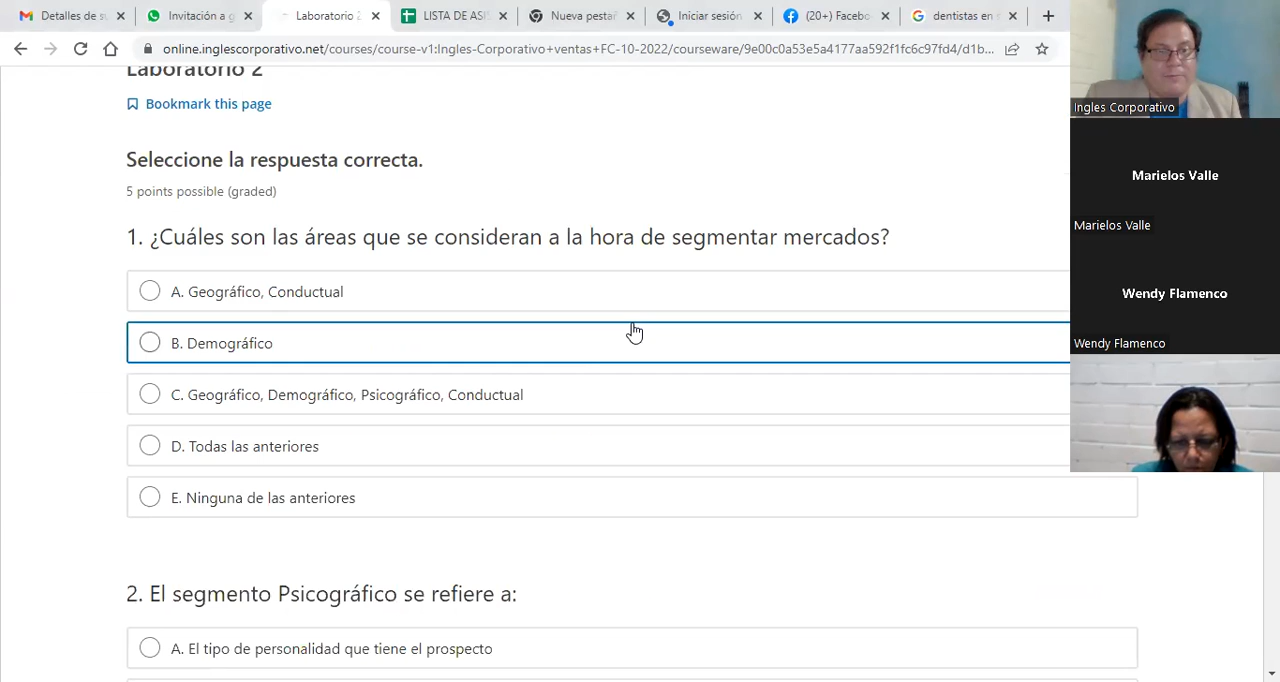 Detalles de su
Invitación a g
Laboratorio 2
LISTA DE ASIS
Nueva pestañ
Iniciar sesión
(20+) Facebo
dentistas en
online.inglescorporativo.net/courses/course-v1:Ingles-Corporativo+ventas+FC-10-2022/courseware/9e00c0a53e5a4177aa592f1fc6c97fd4/d1b...
Laboratorio 2
Bookmark this page
Seleccione la respuesta correcta.
5 points possible (graded)
1. ¿Cuáles son las áreas que se consideran a la hora de segmentar mercados?
A. Geográfico, Conductual
B. Demográfico
C. Geográfico, Demográfico, Psicográfico, Conductual
D. Todas las anteriores
E. Ninguna de las anteriores
2. El segmento Psicográfico se refiere a:
A. El tipo de personalidad que tiene el prospecto
Ingles Corporativo
Marielos Valle
Marielos Valle
Wendy Flamenco
Wendy Flamenco